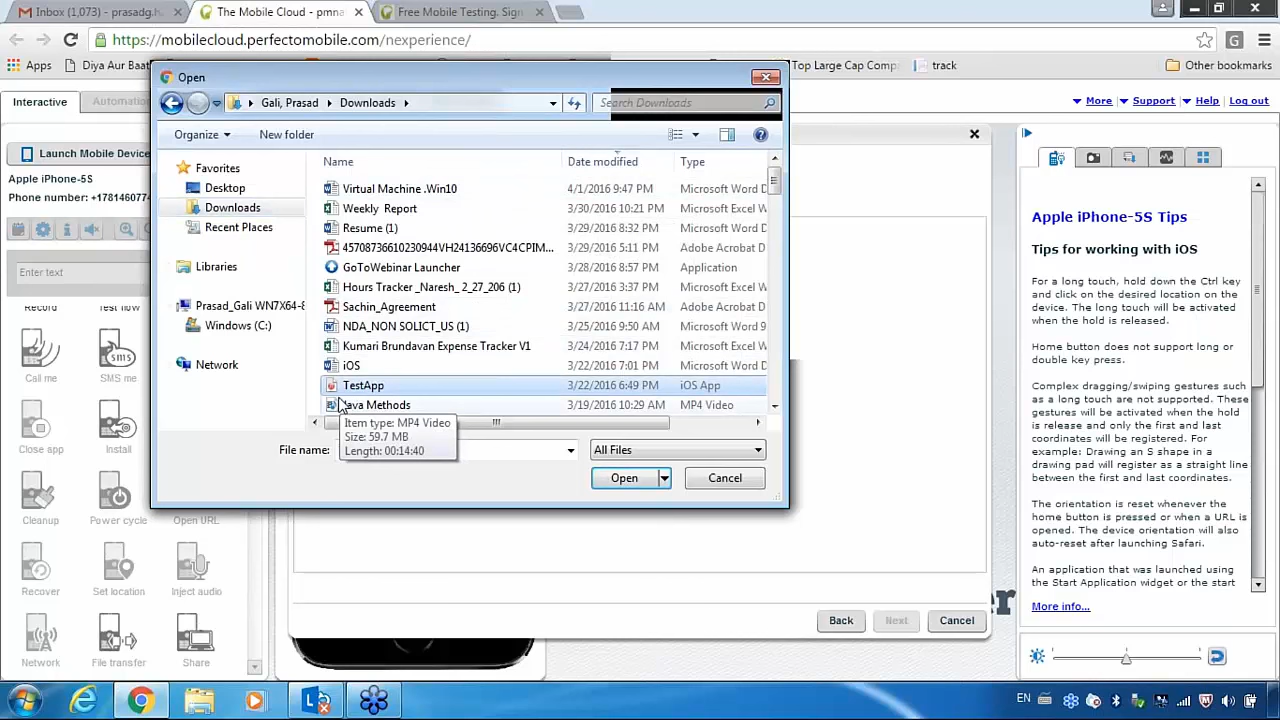 Inbox (1,073) - prasadg.h
The Mobile Cloud - pmna
Free Mobile Testing. Sign
https://mobilecloud.perfectomobile.com/nexperience/
Apps
Diya Aur Baat
Top Large Cap Comp
track
Other bookmarks
Open
Gali, Prasad
Downloads
Search Downloads
Interactive
Automation
More
Support
Help
Log out
Organize
New folder
Launch Mobile Device
Apple iPhone-5S
Phone number: +1781460774
Enter text
Record
Test flow
Call me
SMS me
Close app
Install
Cleanup
Power cycle
Open URL
Recover
Set location
Inject audio
Network
File transfer
Share
Favorites
Desktop
Downloads
Recent Places
Libraries
Prasad_Gali WN7X64-8
Windows (C:)
Network
Name Date modified Type
Virtual Machine .Win10 4/1/2016 9:47 PM Microsoft Word D
Weekly Report 3/30/2016 10:21 PM Microsoft Excel W
Resume (1) 3/29/2016 8:32 PM Microsoft Word D
4570873661​0230944VH24136696VC4CPIM... 3/29/2016 5:11 PM Adobe Acrobat D
GoToWebinar Launcher 3/28/2016 8:57 PM Application
Hours Tracker _Naresh_ 2_27_206 (1) 3/27/2016 3:37 PM Microsoft Excel W
Sachin_Agreement 3/27/2016 11:16 AM Adobe Acrobat D
NDA_NON SOLICT_US (1) 3/25/2016 9:50 AM Microsoft Word 9
Kumari Brundavan Expense Tracker V1 3/24/2016 7:17 PM Microsoft Excel W
iOS 3/22/2016 7:01 PM Microsoft Word D
TestApp 3/22/2016 6:49 PM iOS App
Java Methods 3/19/2016 10:29 AM MP4 Video
Item type: MP4 Video
Size: 59.7 MB
Length: 00:14:40
File name:
All Files
Open
Cancel
Back
Next
Cancel
Apple iPhone-5S Tips
Tips for working with iOS
For a long touch, hold down the Ctrl key
and click on the desired location on the
device. The long touch will be activated
when the hold is released.
Home button does not support long or
double key press.
Complex dragging/swiping gestures such
as a long touch are not supported. These
gestures will be activated when the hold
is release and only the first and last
coordinates will be registered. For
example: Drawing an S shape in a
drawing pad will register as a straight line
between the first and last coordinates.
The orientation is reset whenever the
home button is pressed or when a URL is
opened. The device orientation will also
auto-reset after launching Safari.
An application that was launched using
the Start Application widget or the start
More info...
er
EN